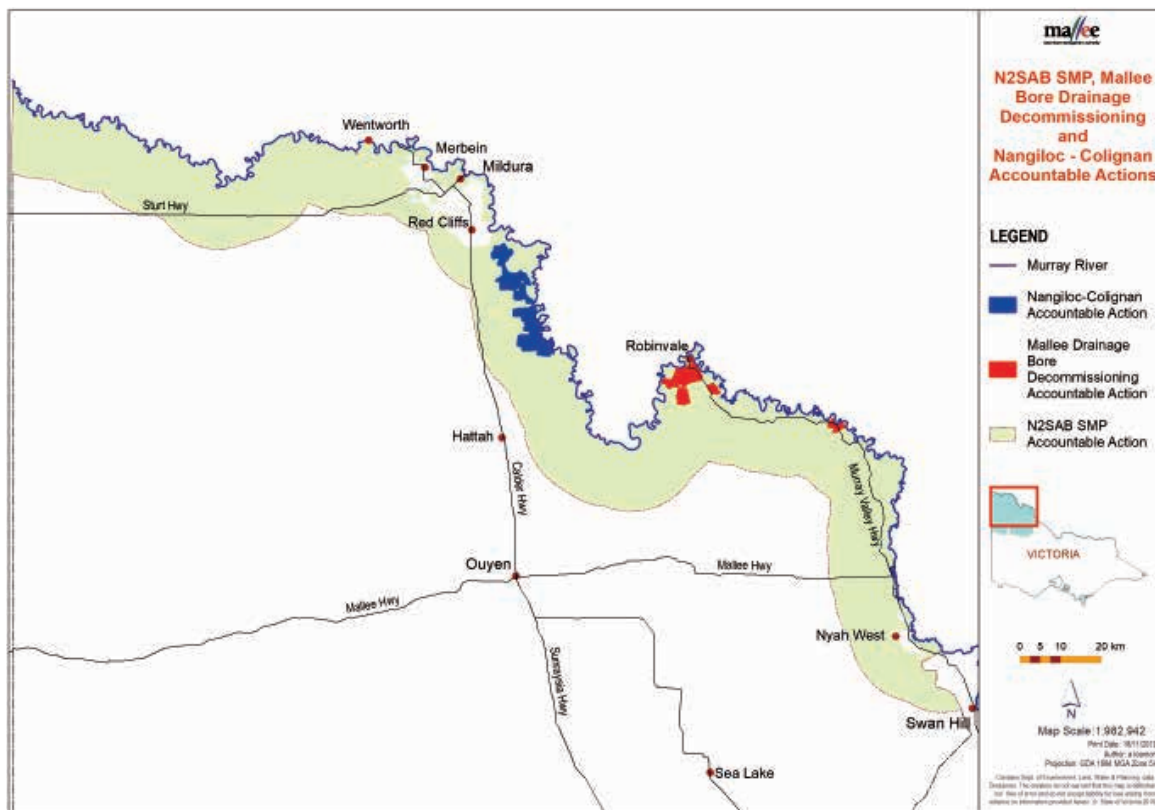 mallee
N2SAB SMP, Mallee
Bore Drainage
Decommissioning
and
Nangiloc - Colignan
Accountable Actions
LEGEND
Murray River
Nangiloc-Colignan
Accountable Action
Mallee Drainage
Bore
Decommissioning
Accountable Action
N2SAB SMP
Accountable Action
VICTORIA
0 5 10 20 km
N
Map Scale:1:982,942
Wentworth
Merbein
Mildura
Sturt Hwy
Red Cliffs
Robinvale
Hattah
Calder Hwy
Murray Valley Hwy
Ouyen
Mallee Hwy
Mallee Hwy
Nyah West
Sunraysia Hwy
Swan Hill
Sea Lake